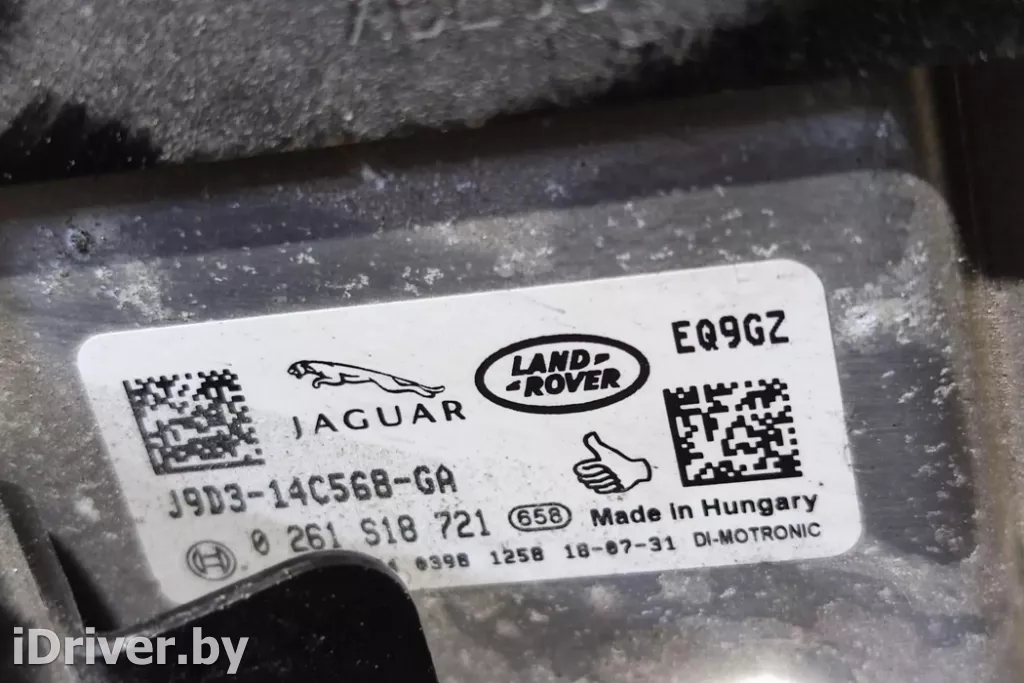 EQ9GZ
LAND-
-ROVER
JAGUAR
J9D3-14C568-GA
0 261 S18 721 658 Made in Hungary
0398 1258 18-07-31 DI-MOTRONIC
iDriver.by